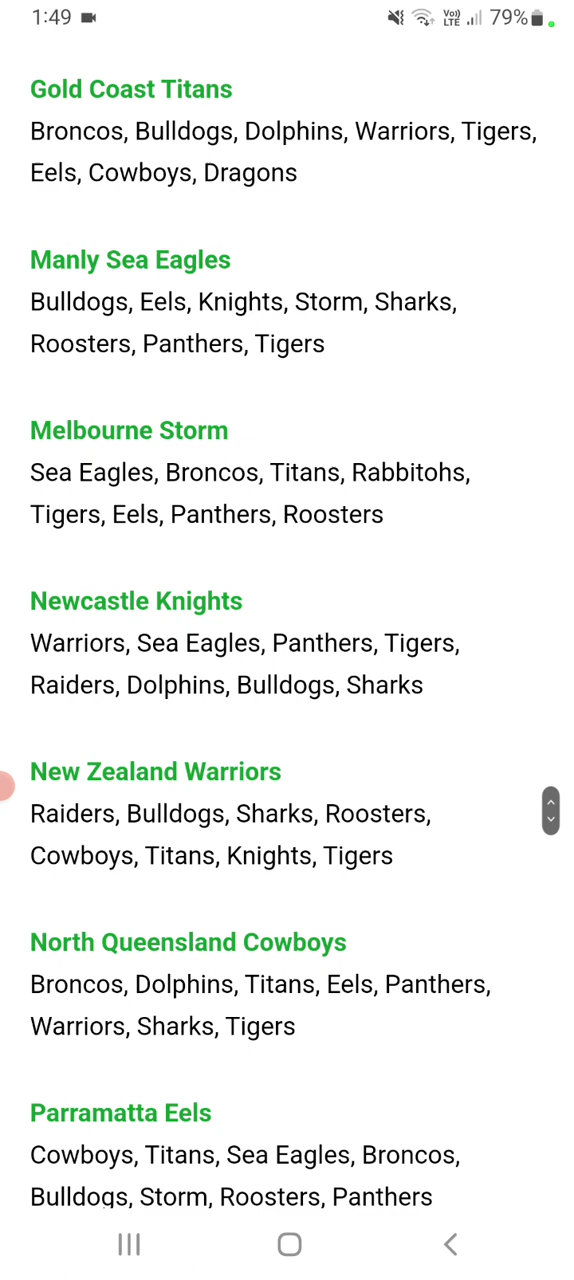 1:49
Vo)) LTE 79%
Gold Coast Titans
Broncos, Bulldogs, Dolphins, Warriors, Tigers,
Eels, Cowboys, Dragons
Manly Sea Eagles
Bulldogs, Eels, Knights, Storm, Sharks,
Roosters, Panthers, Tigers
Melbourne Storm
Sea Eagles, Broncos, Titans, Rabbitohs,
Tigers, Eels, Panthers, Roosters
Newcastle Knights
Warriors, Sea Eagles, Panthers, Tigers,
Raiders, Dolphins, Bulldogs, Sharks
New Zealand Warriors
Raiders, Bulldogs, Sharks, Roosters,
Cowboys, Titans, Knights, Tigers
North Queensland Cowboys
Broncos, Dolphins, Titans, Eels, Panthers,
Warriors, Sharks, Tigers
Parramatta Eels
Cowboys, Titans, Sea Eagles, Broncos,
Bulldogs, Storm, Roosters, Panthers